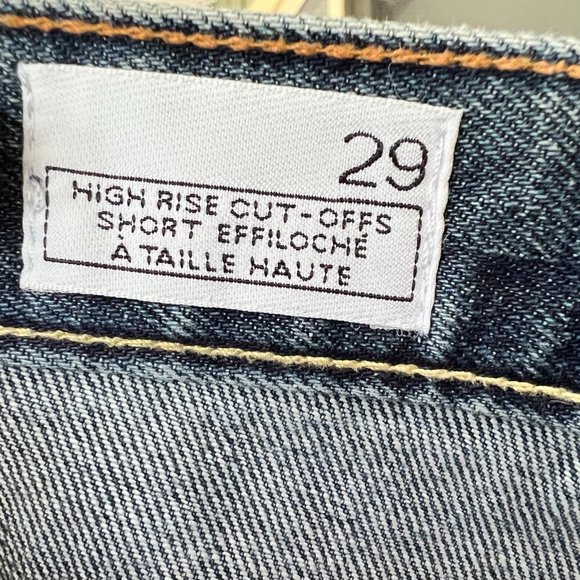 29
HIGH RISE CUT-OFFS
SHORT EFFILOCHÉ
À TAILLE HAUTE